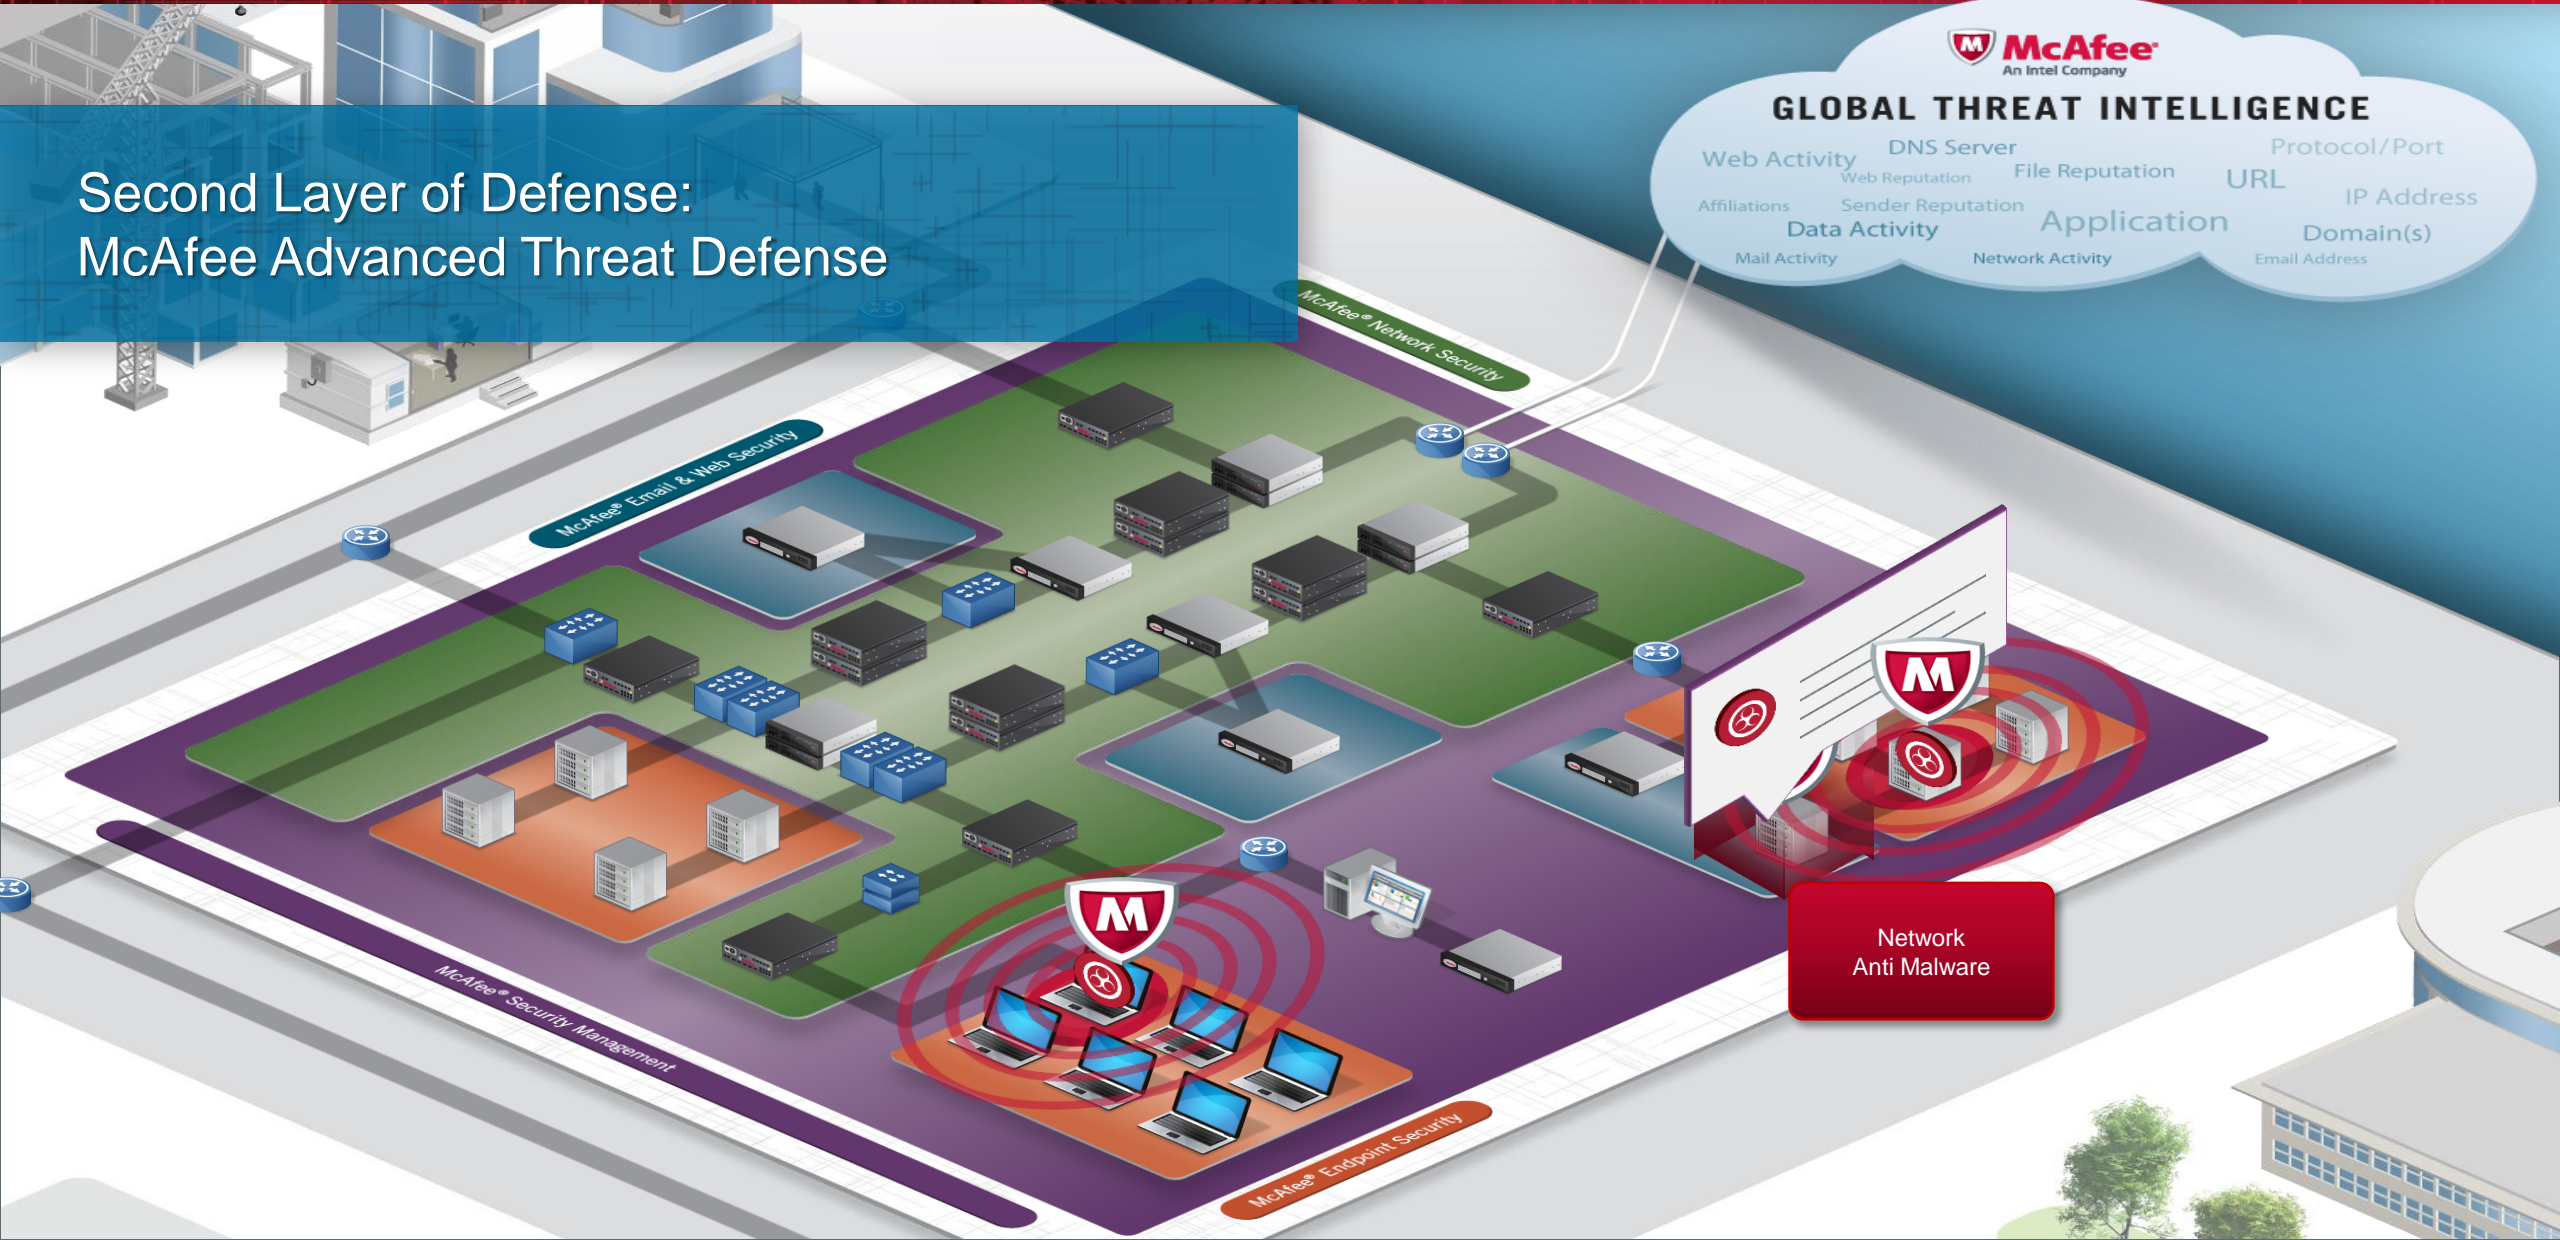 Second Layer of Defense:
McAfee Advanced Threat Defense
McAfee®
An Intel Company
GLOBAL THREAT INTELLIGENCE
Web Activity
DNS Server
Protocol/Port
Web Reputation
File Reputation
URL
IP Address
Affiliations
Sender Reputation
Data Activity
Application
Domain(s)
Mail Activity
Network Activity
Email Address
McAfee® Network Security
McAfee® Email & Web Security
Network
Anti Malware
McAfee® Security Management
McAfee® Endpoint Security